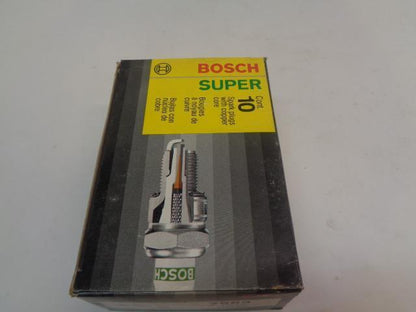 BOSCH
SUPER
Cont.
10
Spark plugs
with copper
core
Bougies
à noyau de
cuivre
Bujías con
núcleo de
cobre
BOSCH